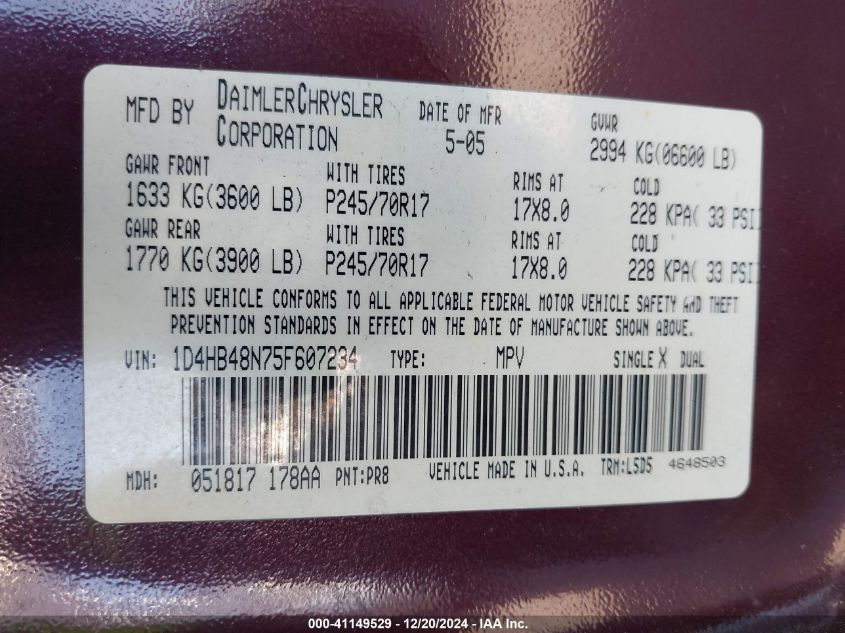 MFD BY DAIMLERCHRYSLER CORPORATION DATE OF MFR 5-05 GVWR 2994 KG(06600 LB)
GAWR FRONT WITH TIRES RIMS AT COLD
1633 KG(3600 LB) P245/70R17 17X8.0 228 KPA( 33 PSI)
GAWR REAR WITH TIRES RIMS AT COLD
1770 KG(3900 LB) P245/70R17 17X8.0 228 KPA( 33 PSI)
THIS VEHICLE CONFORMS TO ALL APPLICABLE FEDERAL MOTOR VEHICLE SAFETY AND THEFT
PREVENTION STANDARDS IN EFFECT ON THE DATE OF MANUFACTURE SHOWN ABOVE.
VIN: 1D4HB48N75F607234 TYPE: MPV SINGLE X DUAL
MDH: 051817 178AA PNT:PR8 VEHICLE MADE IN U.S.A. TRM:L5D5 4648503
000-41149529 - 12/20/2024 - IAA Inc.